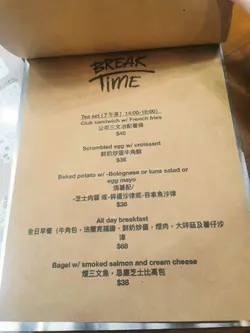 BREAK
TIME
Tea set (下午茶) 14:00-18:00)
Club sandwich w/ French fries
公司三文治配薯條
$40
Scrambled egg w/ croissant
鮮奶炒蛋牛角酥
$36
Baked potato w/ -Bolognese or tuna salad or
egg mayo
焗薯配/
-芝士肉醬 或-雞蛋沙律或-吞拿魚沙律
$36
All day breakfast
全日早餐 (牛角包，法蘭克福腸，鮮奶炒蛋，煙肉，大啡菇及薯仔沙
律
$68
Bagel w/ smoked salmon and cream cheese
煙三文魚，忌廉芝士比高包
$38